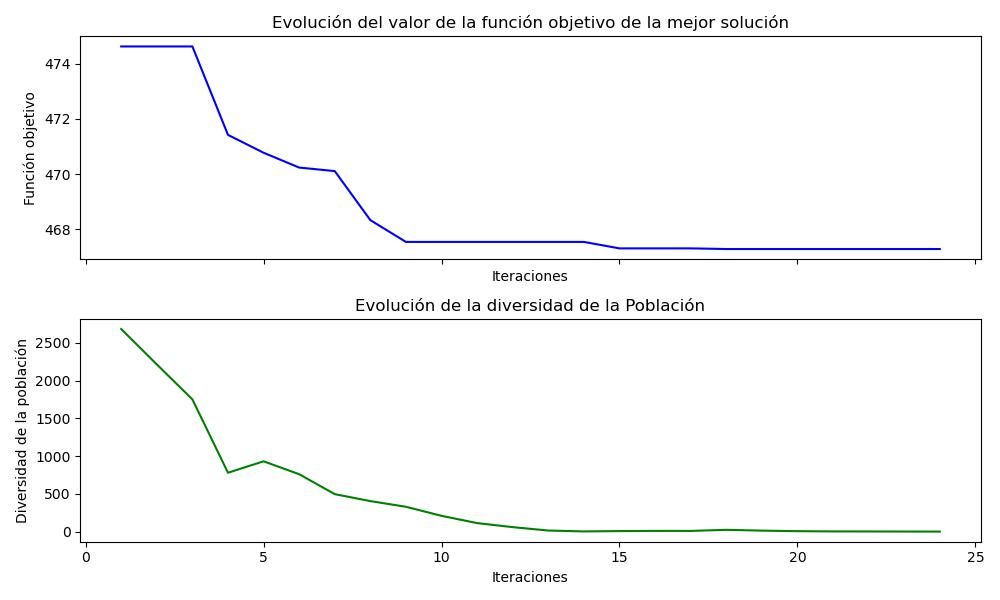 Evolución del valor de la función objetivo de la mejor solución
474
472
470
468
Función objetivo
Iteraciones
Evolución de la diversidad de la Población
2500
2000
1500
1000
500
0
Diversidad de la población
0 5 10 15 20 25
Iteraciones